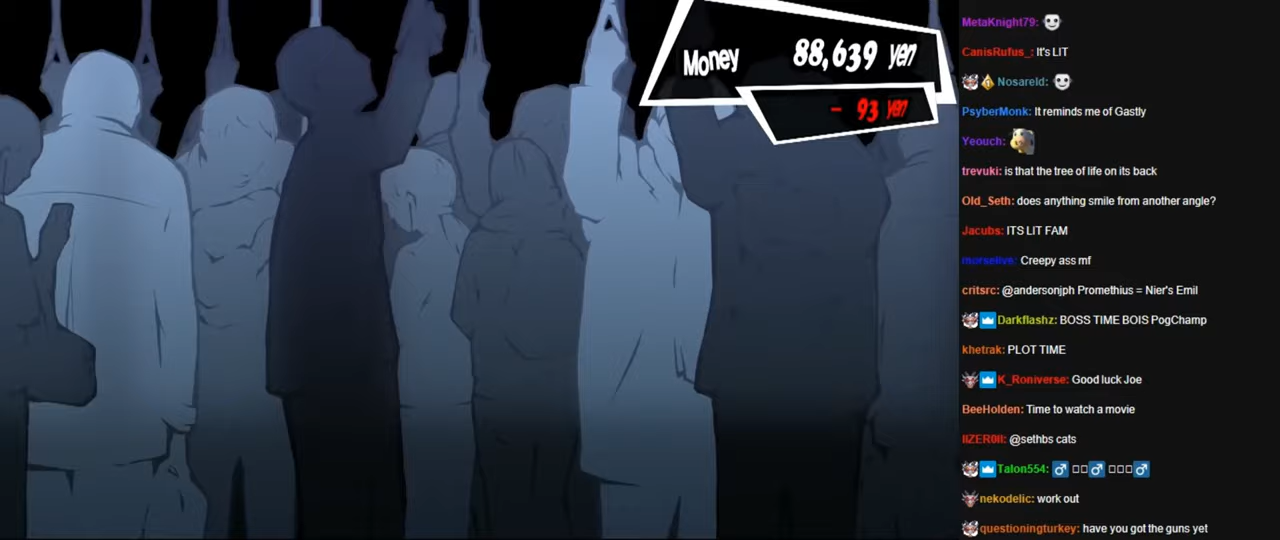 Money 88,639 yen
- 93 yen
MetaKnight79:
CanisRufus_: It's LIT
Nosareld:
PsyberMonk: It reminds me of Gastly
Yeouch:
trevuki: is that the tree of life on its back
Old_Seth: does anything smile from another angle?
Jacubs: ITS LIT FAM
morselive: Creepy ass mf
critsrc: @andersonjph Promethius = Nier's Emil
Darkflashz: BOSS TIME BOIS PogChamp
khetrak: PLOT TIME
K_Roniverse: Good luck Joe
BeeHolden: Time to watch a movie
IIZER0II: @sethbs cats
Talon554: ♂ □□♂ □□□♂
nekodelic: work out
questioningturkey: have you got the guns yet